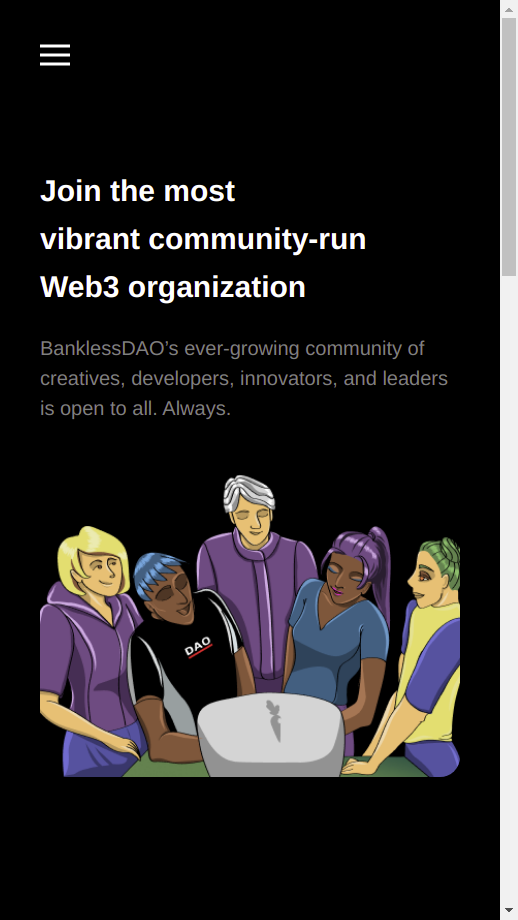 Join the most
vibrant community-run
Web3 organization
BanklessDAO’s ever-growing community of
creatives, developers, innovators, and leaders
is open to all. Always.
DAO